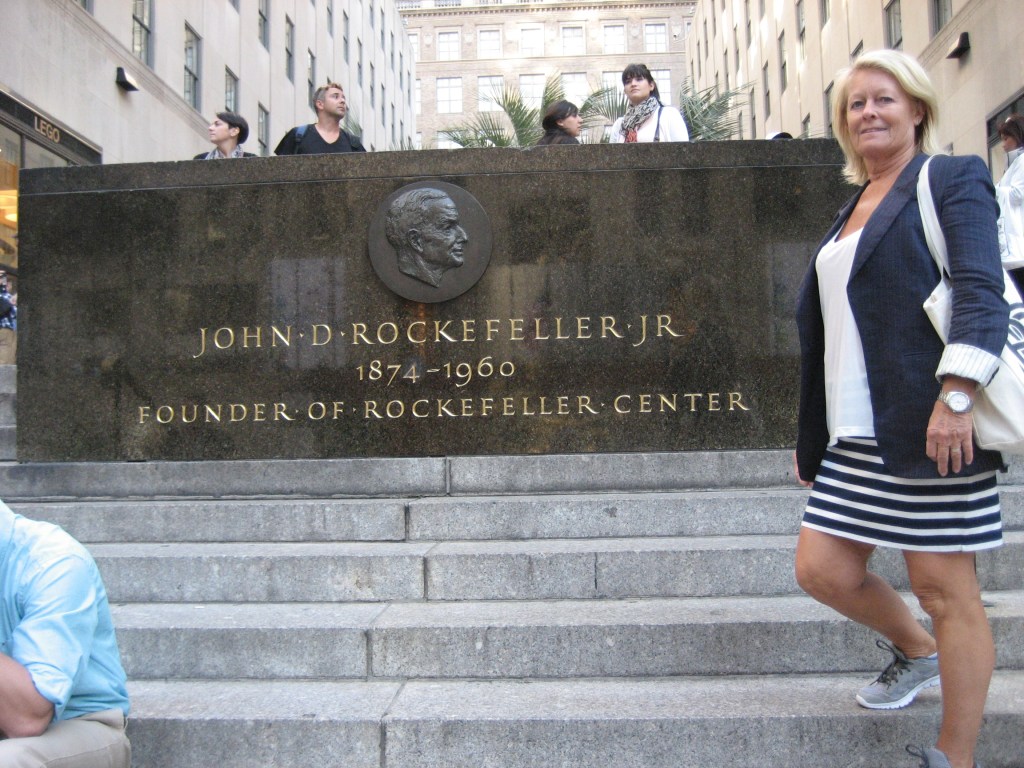 LEGO
JOHN·D·ROCKEFELLER·JR
1874-1960
FOUNDER·OF·ROCKEFELLER·CENTER